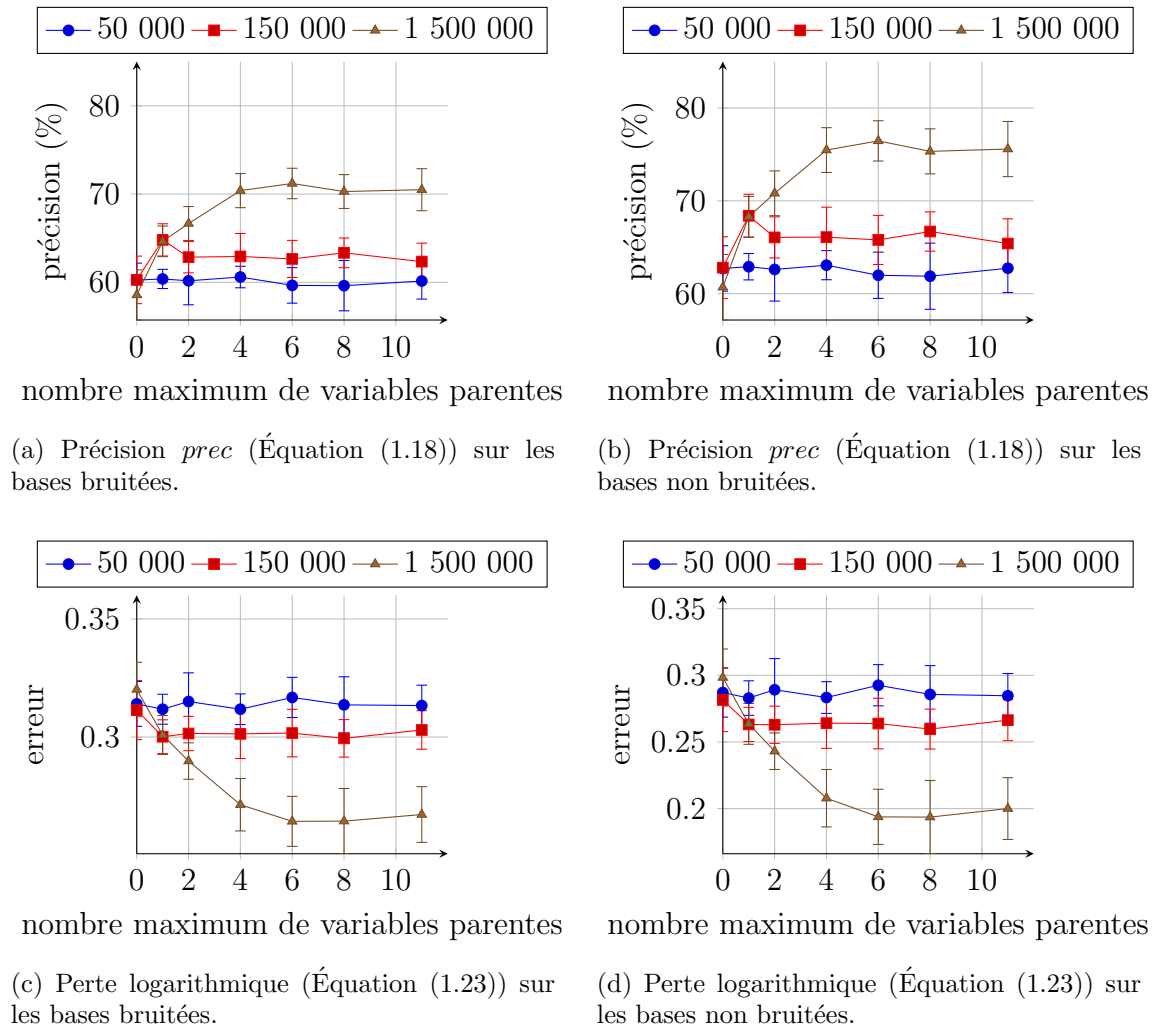 50 000 150 000 1 500 000
80
70
60
précision (%)
0 2 4 6 8 10
nombre maximum de variables parentes
(a) Précision prec (Équation (1.18)) sur les
bases bruitées.
50 000 150 000 1 500 000
80
70
60
précision (%)
0 2 4 6 8 10
nombre maximum de variables parentes
(b) Précision prec (Équation (1.18)) sur les
bases non bruitées.
50 000 150 000 1 500 000
0.35
0.3
erreur
0 2 4 6 8 10
nombre maximum de variables parentes
(c) Perte logarithmique (Équation (1.23)) sur
les bases bruitées.
50 000 150 000 1 500 000
0.35
0.3
0.25
0.2
erreur
0 2 4 6 8 10
nombre maximum de variables parentes
(d) Perte logarithmique (Équation (1.23)) sur
les bases non bruitées.